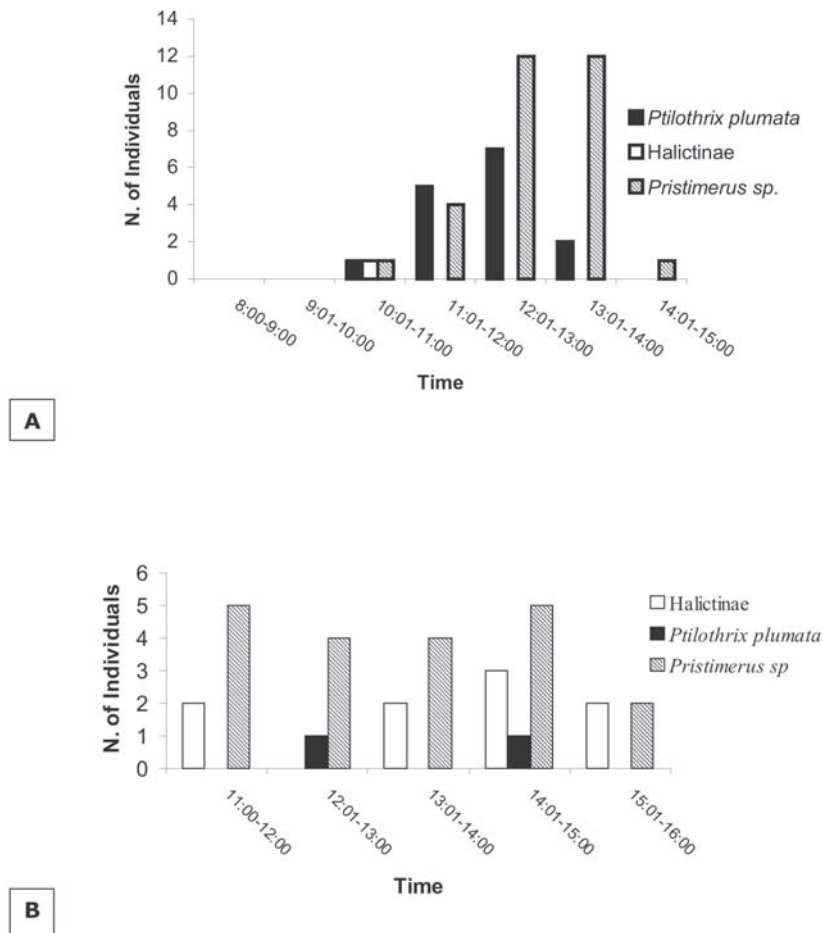 14
12
10
8
6
4
2
0
N. of Individuals
Ptilothrix plumata
Halictinae
Pristimerus sp.
8:00-9:00
9:01-10:00
10:01-11:00
11:01-12:00
12:01-13:00
13:01-14:00
14:01-15:00
Time
A
6
5
4
3
2
1
0
N. of Individuals
Halictinae
Ptilothrix plumata
Pristimerus sp
11:00-12:00
12:01-13:00
13:01-14:00
14:01-15:00
15:01-16:00
Time
B